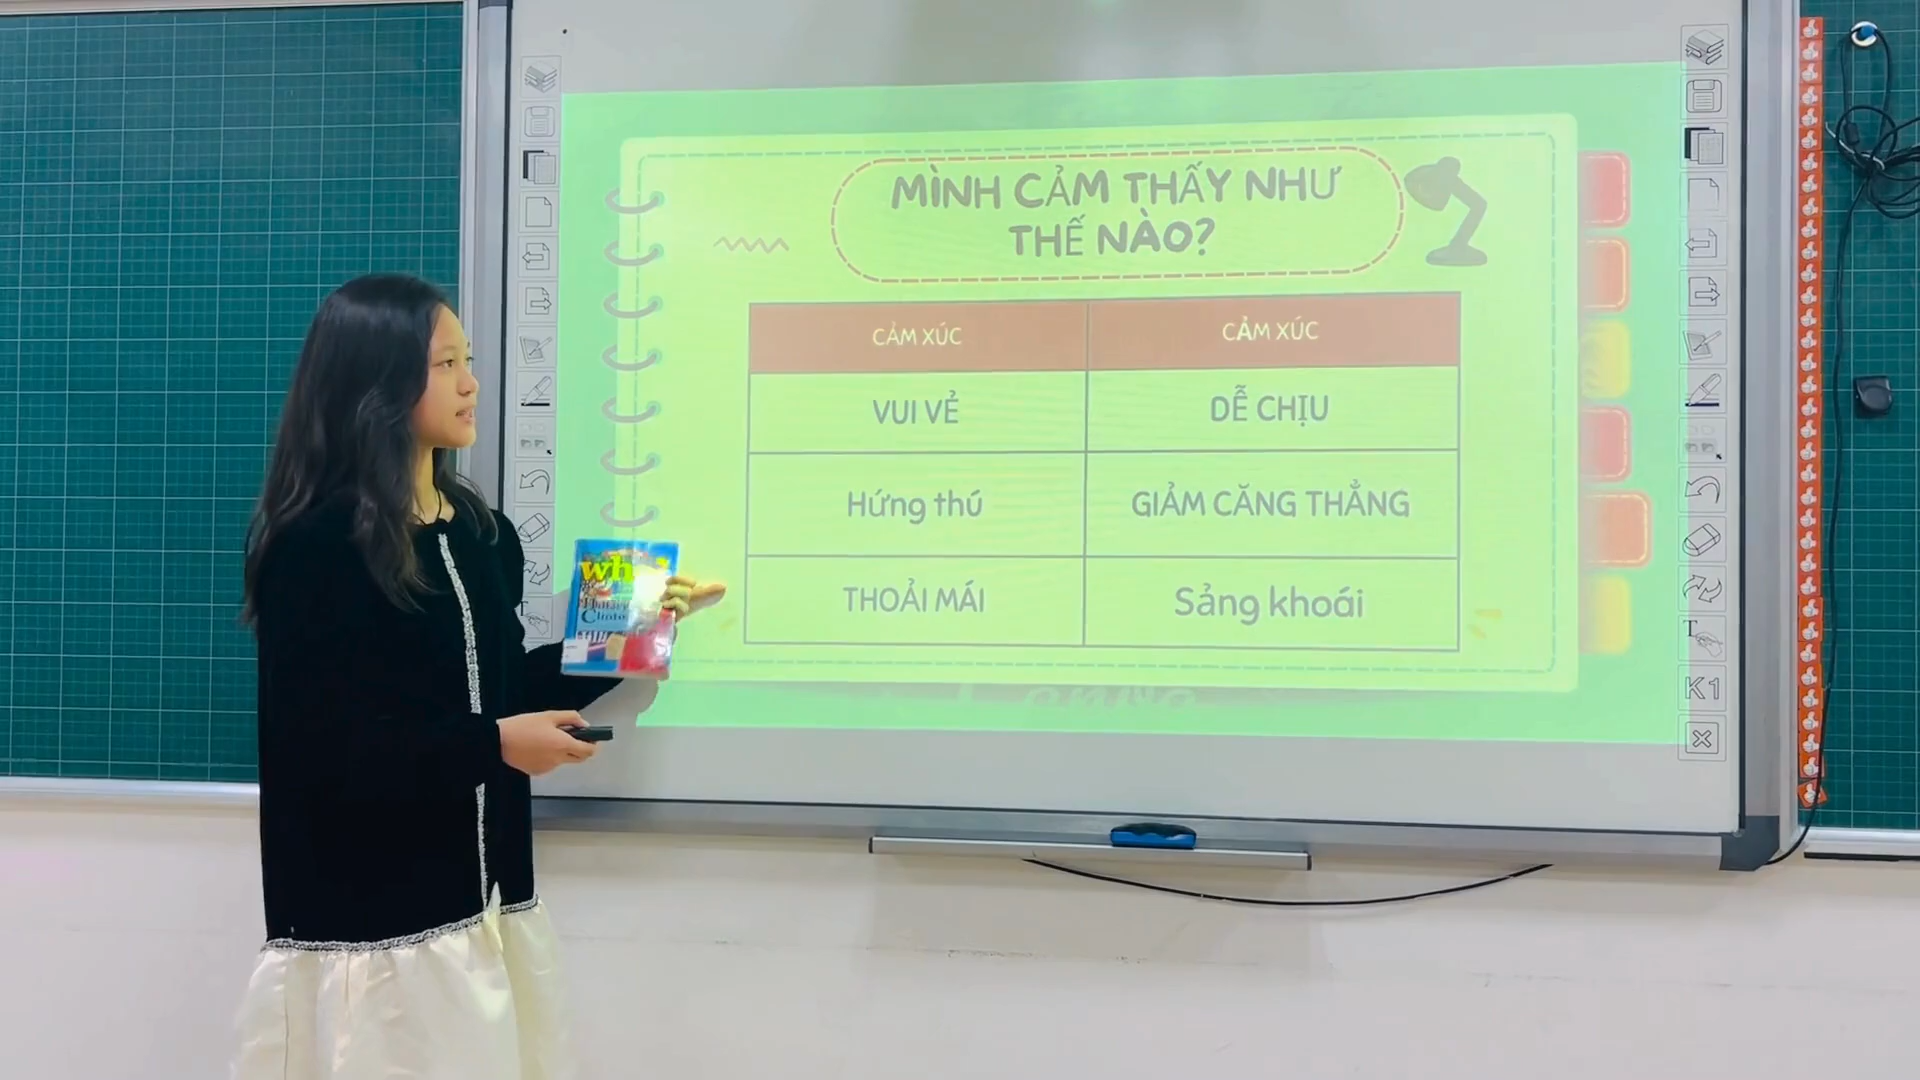 MÌNH CẢM THẤY NHƯ
THẾ NÀO?
CẢM XÚC
CẢM XÚC
VUI VẺ
DỄ CHỊU
Hứng thú
GIẢM CĂNG THẲNG
THOẢI MÁI
Sảng khoái
K1